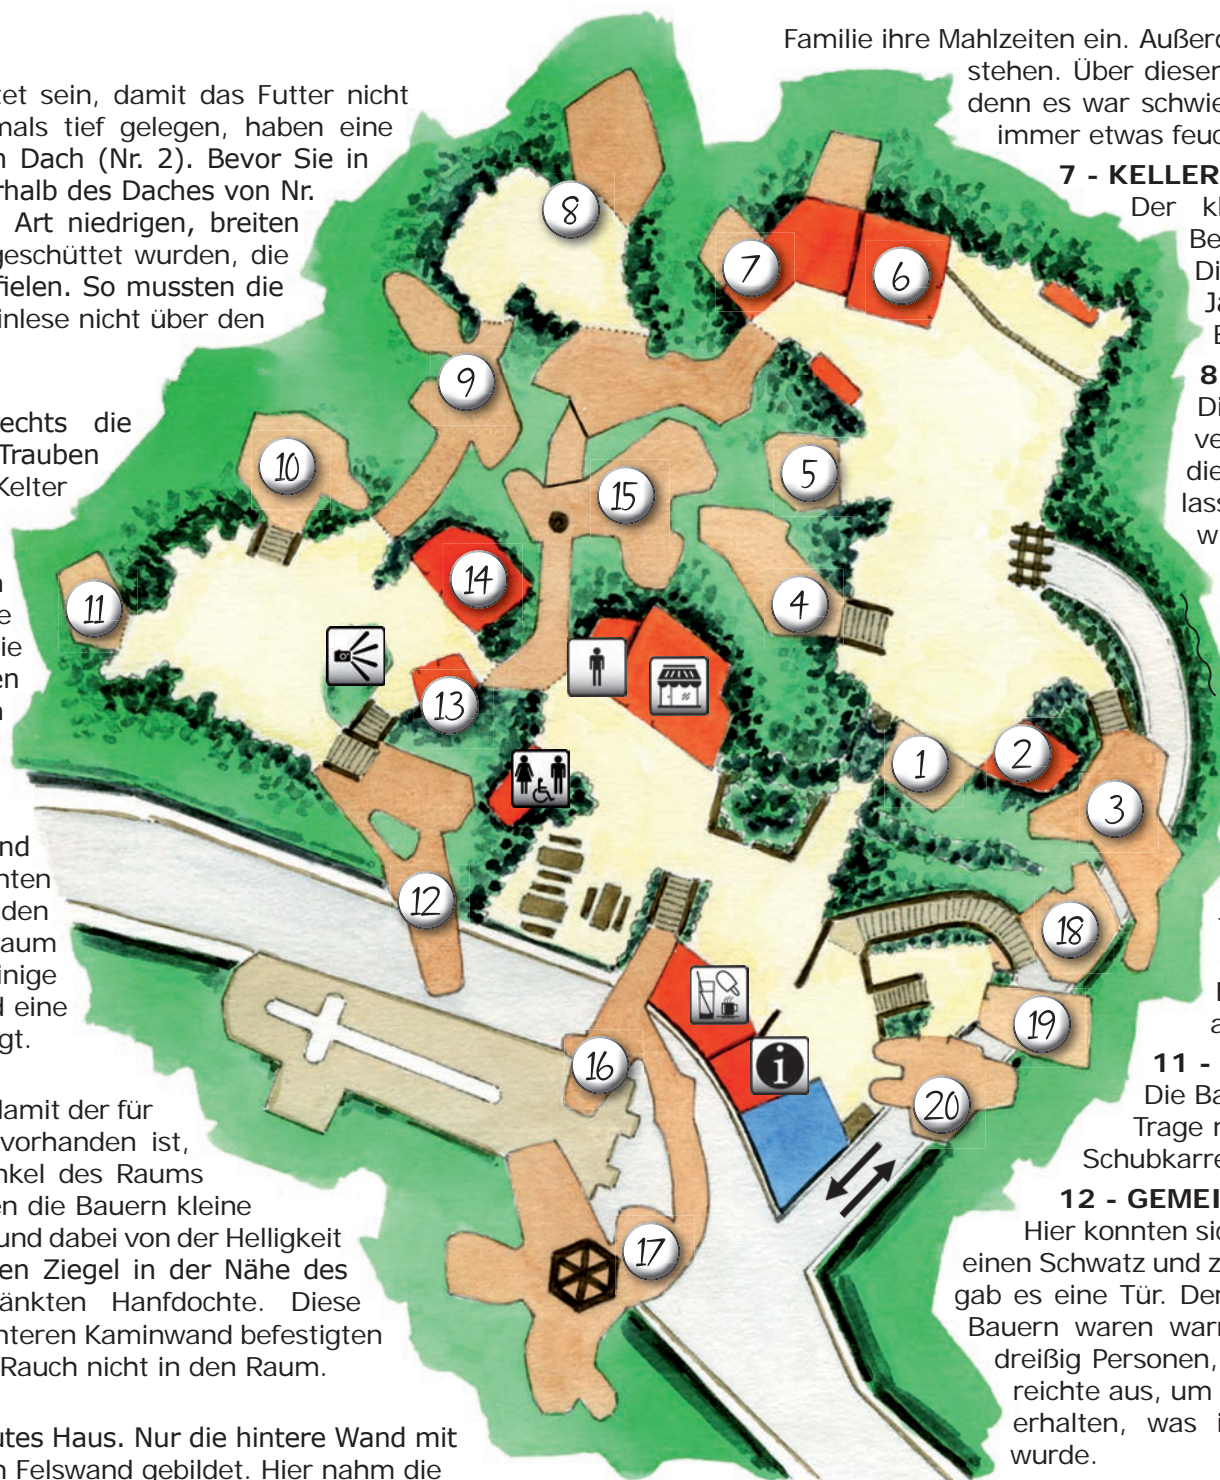 tet sein, damit das Futter nicht
mals tief gelegen, haben eine
n Dach (Nr. 2). Bevor Sie in
rhalb des Daches von Nr.
Art niedrigen, breiten
geschüttet wurden, die
fielen. So mussten die
inlese nicht über den
echts die
Trauben
Kelter
e
ie
en
nd
nten
den
aum
inige
d eine
gt.
damit der für
vorhanden ist,
nkel des Raums
en die Bauern kleine
und dabei von der Helligkeit
en Ziegel in der Nähe des
änkten Hanfdochte. Diese
nteren Kaminwand befestigten
Rauch nicht in den Raum.
utes Haus. Nur die hintere Wand mit
n Felswand gebildet. Hier nahm die
8
7
6
9
10
5
15
14
4
11
13
1
2
3
12
18
19
16
i
20
17
Familie ihre Mahlzeiten ein. Außerd
stehen. Über dieser
denn es war schwie
immer etwas feuc
7 - KELLER
Der kl
Be
Di
Ja
E
8
Di
ve
die
lass
w
11 -
Die Ba
Trage r
Schubkarre
12 - GEMEI
Hier konnten sic
einen Schwatz und z
gab es eine Tür. Der
Bauern waren warr
dreißig Personen,
reichte aus, um
erhalten, was i
wurde.